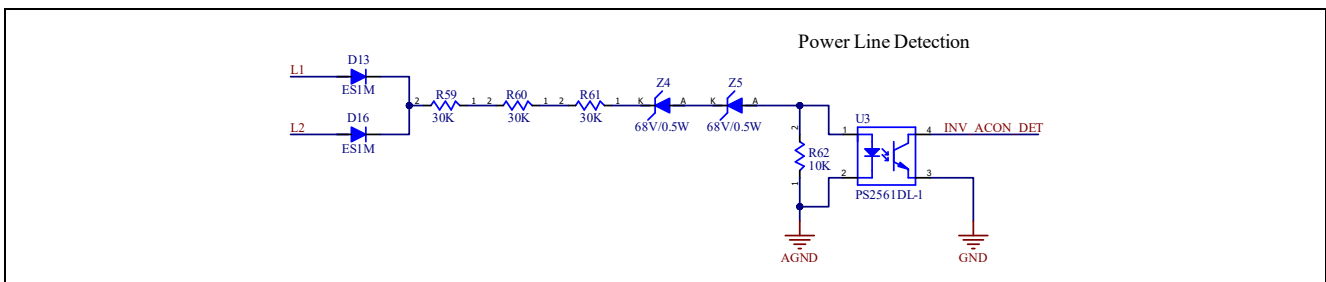 Power Line Detection
L1
D13
ES1M
L2
D16
ES1M
2 R59 1
30K
2 R60 1
30K
2 R61 1
30K
Z4
K A
68V/0.5W
Z5
K A
68V/0.5W
2
R62
10K
1
U3
1
2
4
3
PS2561DL-1
INV_ACON_DET
AGND
GND